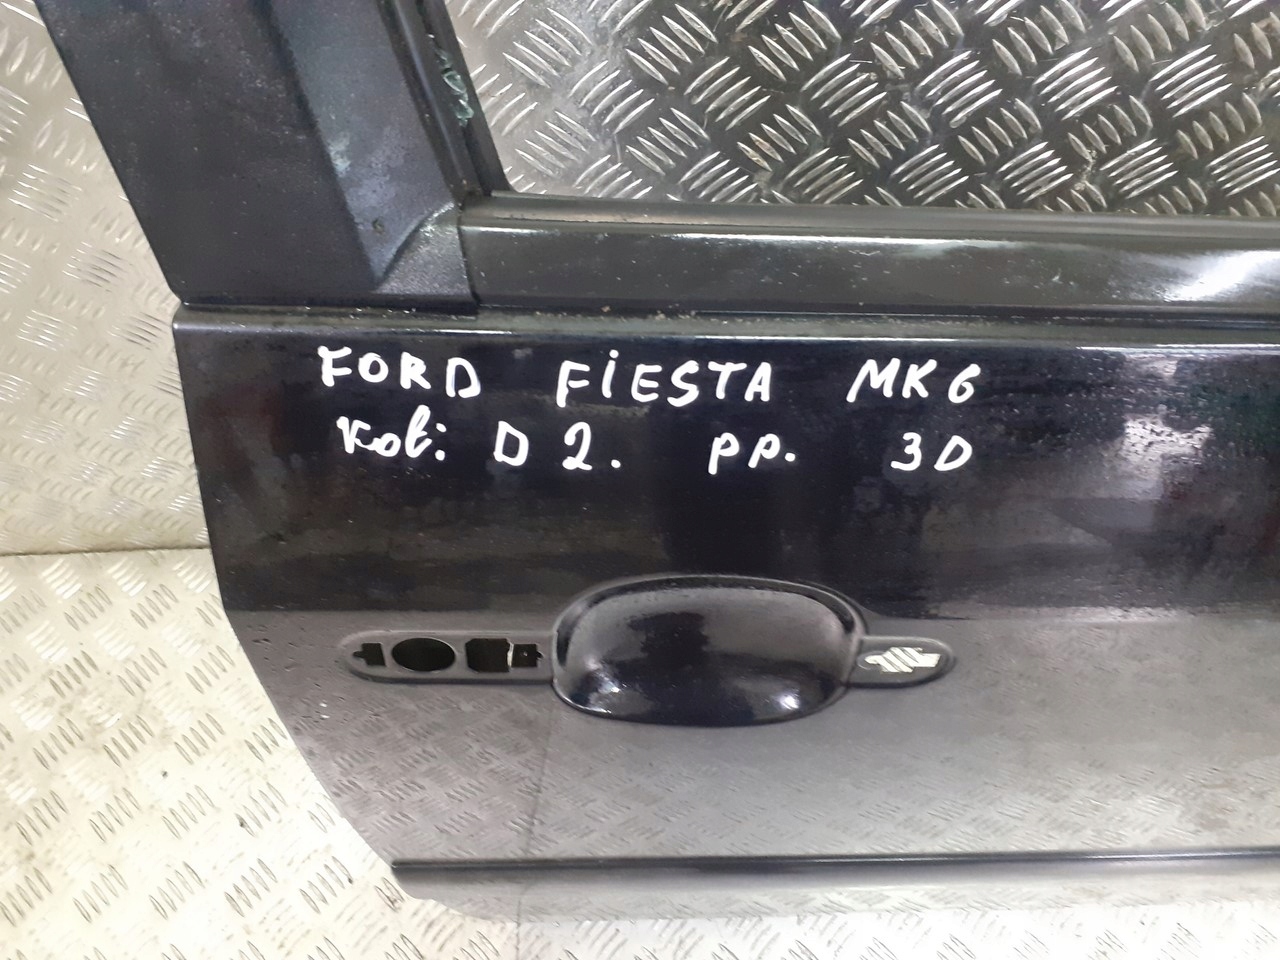 FORD FiESTA MK6
Kol: D2. pp. 3D